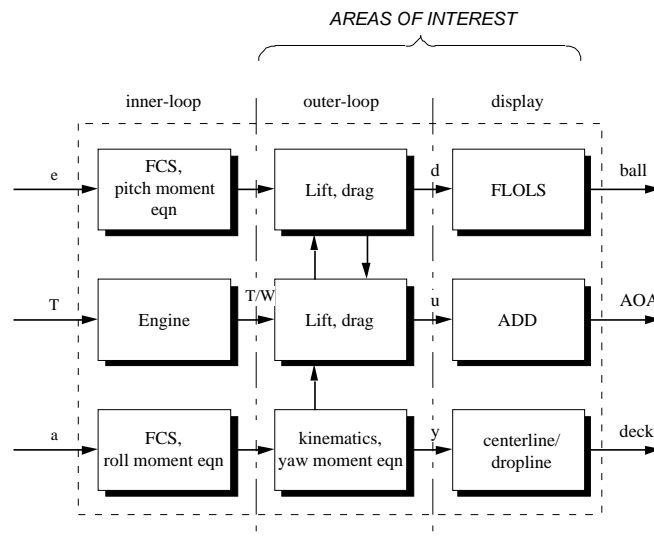 AREAS OF INTEREST
inner-loop
outer-loop
display
e
FCS,
pitch moment
eqn
Lift, drag
d
FLOLS
ball
T
Engine
T/W
Lift, drag
u
ADD
AOA
a
FCS,
roll moment eqn
kinematics,
yaw moment eqn
y
centerline/
dropline
deck